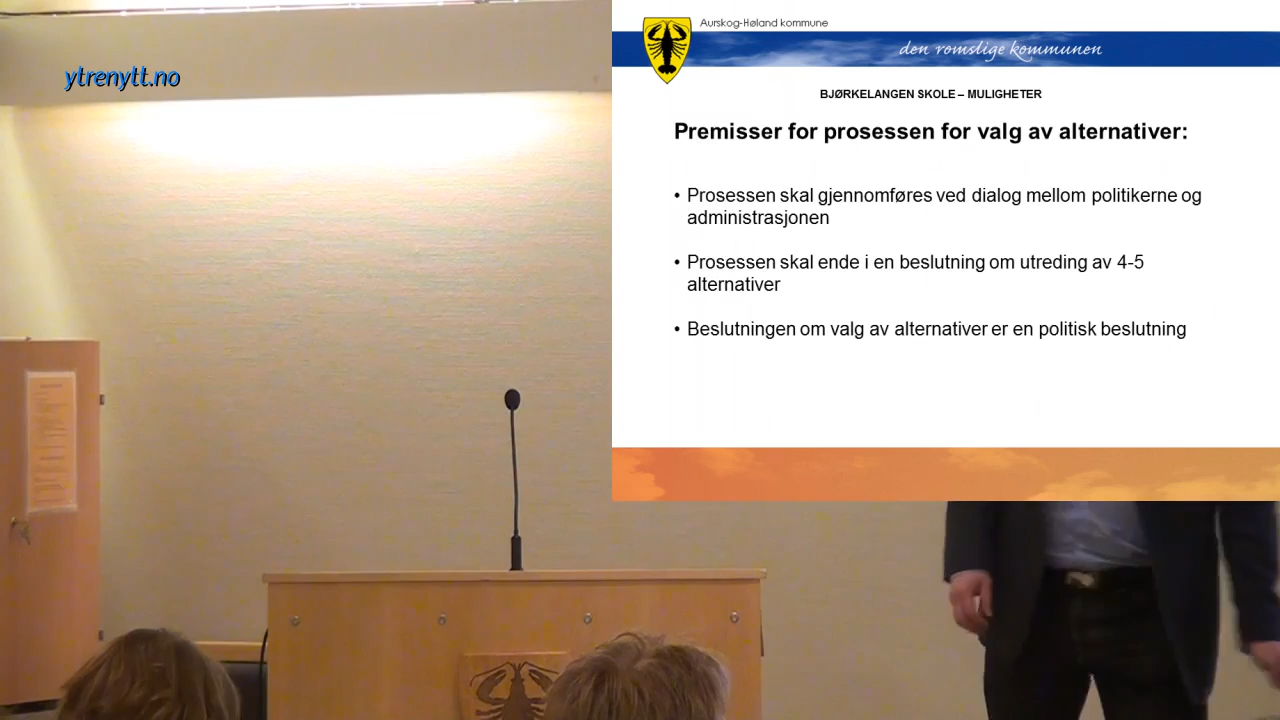 ytrenytt.no
Aurskog-Høland kommune
den romslige kommunen
BJØRKELANGEN SKOLE – MULIGHETER
Premisser for prosessen for valg av alternativer:
• Prosessen skal gjennomføres ved dialog mellom politikerne og
administrasjonen
• Prosessen skal ende i en beslutning om utreding av 4-5
alternativer
• Beslutningen om valg av alternativer er en politisk beslutning